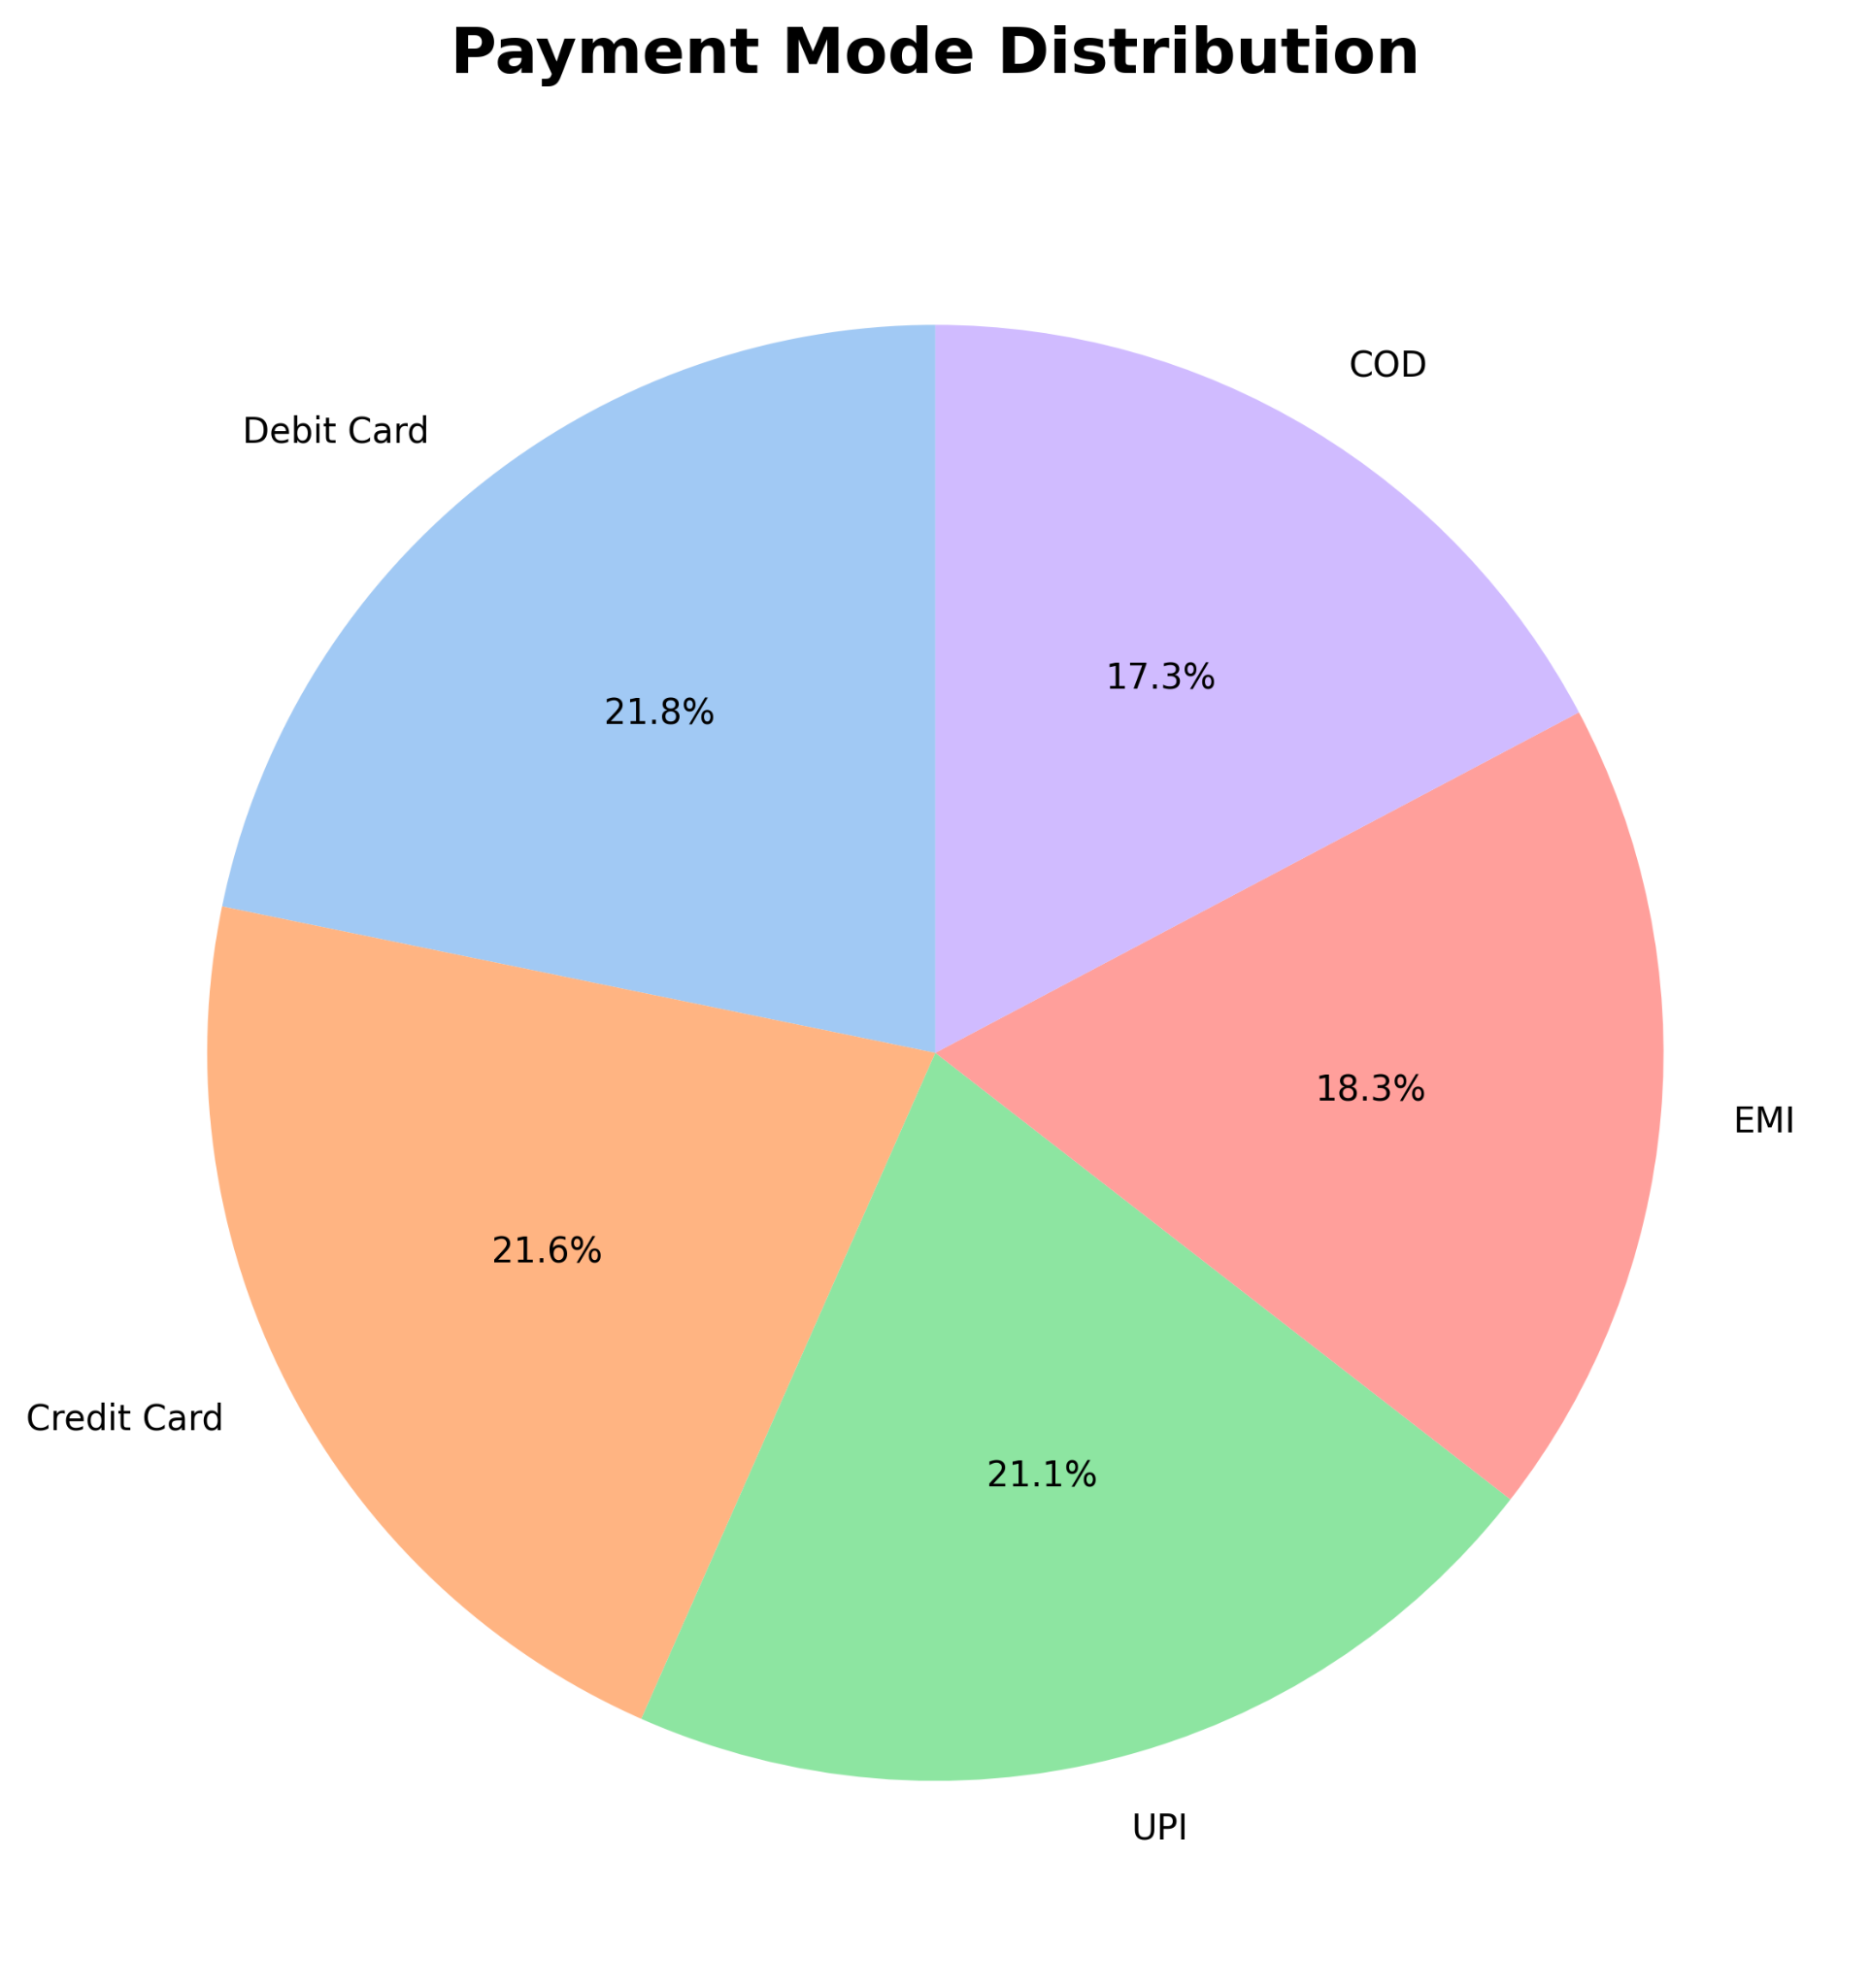 Payment Mode Distribution
COD
Debit Card
17.3%
21.8%
18.3%
EMI
21.6%
Credit Card
21.1%
UPI